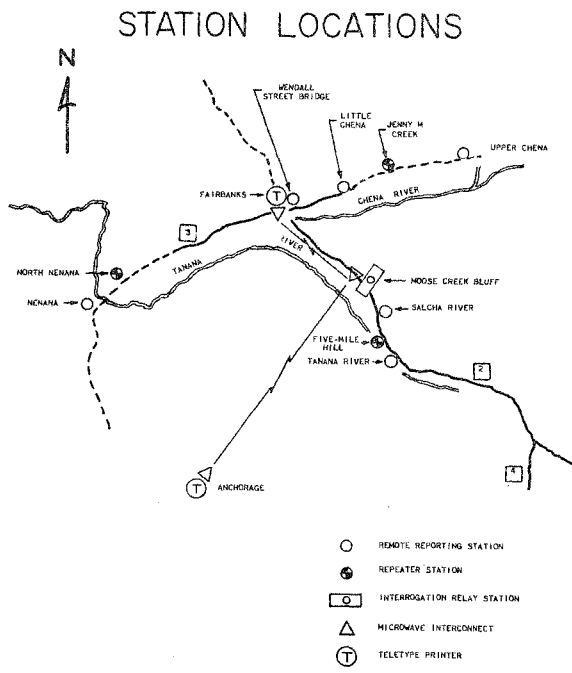 STATION LOCATIONS
N
WENDALL
STREET BRIDGE
LITTLE
CHENA
JENNY M
CREEK
UPPER CHENA
FAIRBANKS
T
CHENA RIVER
3
RIVER
TANANA
NORTH NENANA
MOOSE CREEK BLUFF
NENANA
SALCHA RIVER
FIVE-MILE
HILL
TANANA RIVER
2
4
T
ANCHORAGE
REMOTE REPORTING STATION
REPEATER STATION
INTERROGATION RELAY STATION
MICROWAVE INTERCONNECT
T
TELETYPE PRINTER